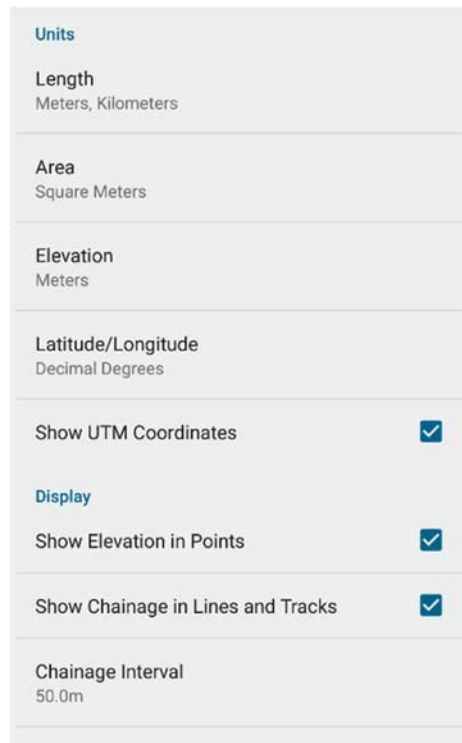 Units
Length
Meters, Kilometers
Area
Square Meters
Elevation
Meters
Latitude/Longitude
Decimal Degrees
Show UTM Coordinates
Display
Show Elevation in Points
Show Chainage in Lines and Tracks
Chainage Interval
50.0m